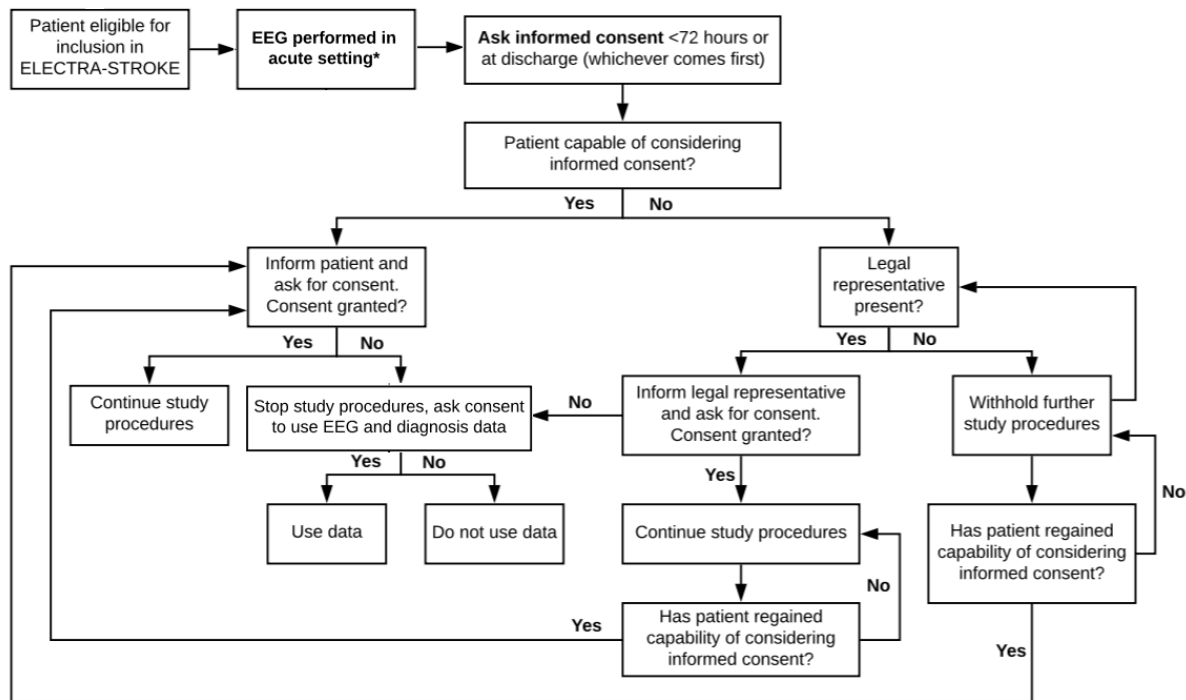 Patient eligible for
inclusion in
ELECTRA-STROKE
EEG performed in
acute setting*
Ask informed consent <72 hours or
at discharge (whichever comes first)
Patient capable of considering
informed consent?
Yes
No
Inform patient and
ask for consent.
Consent granted?
Legal
representative
present?
Yes
No
Yes
No
Continue study
procedures
Stop study procedures, ask consent
to use EEG and diagnosis data
No
Inform legal representative
and ask for consent.
Consent granted?
Withhold further
study procedures
Yes
No
Yes
No
Use data
Do not use data
Continue study procedures
Has patient regained
capability of considering
informed consent?
No
Yes
Has patient regained
capability of considering
informed consent?
Yes